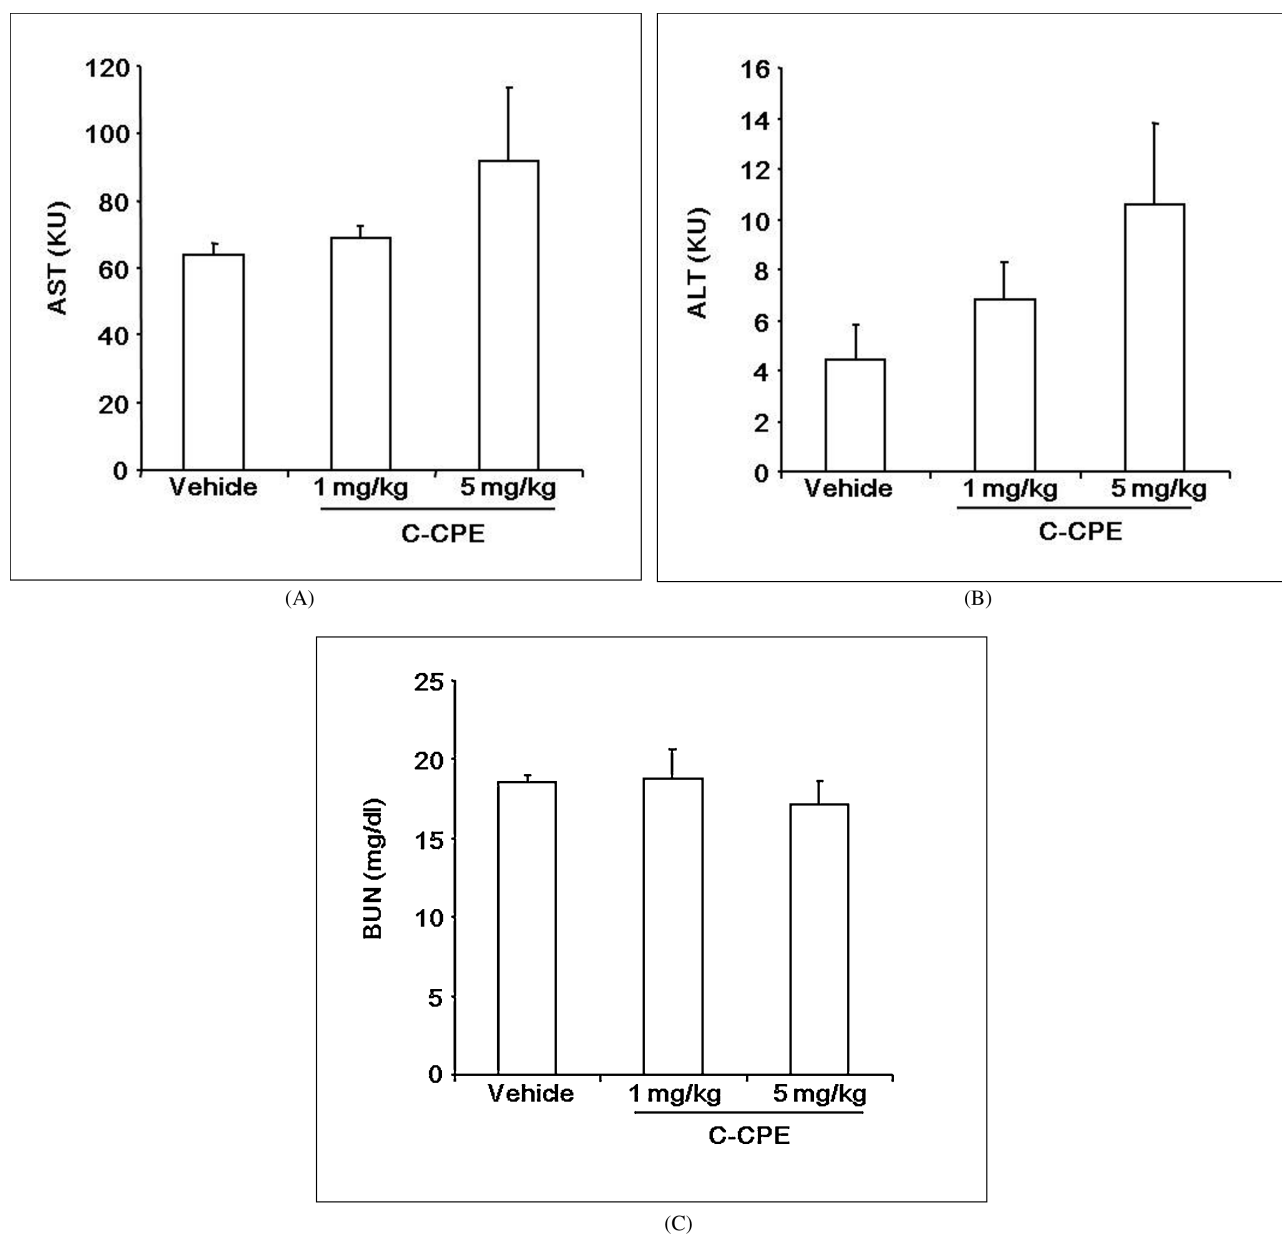 120
100
80
60
40
20
0
AST (KU)
Vehicle
1 mg/kg
5 mg/kg
C-CPE
(A)
16
14
12
10
8
6
4
2
0
ALT (KU)
Vehicle
1 mg/kg
5 mg/kg
C-CPE
(B)
25
20
15
10
5
0
BUN (mg/dl)
Vehicle
1 mg/kg
5 mg/kg
C-CPE
(C)